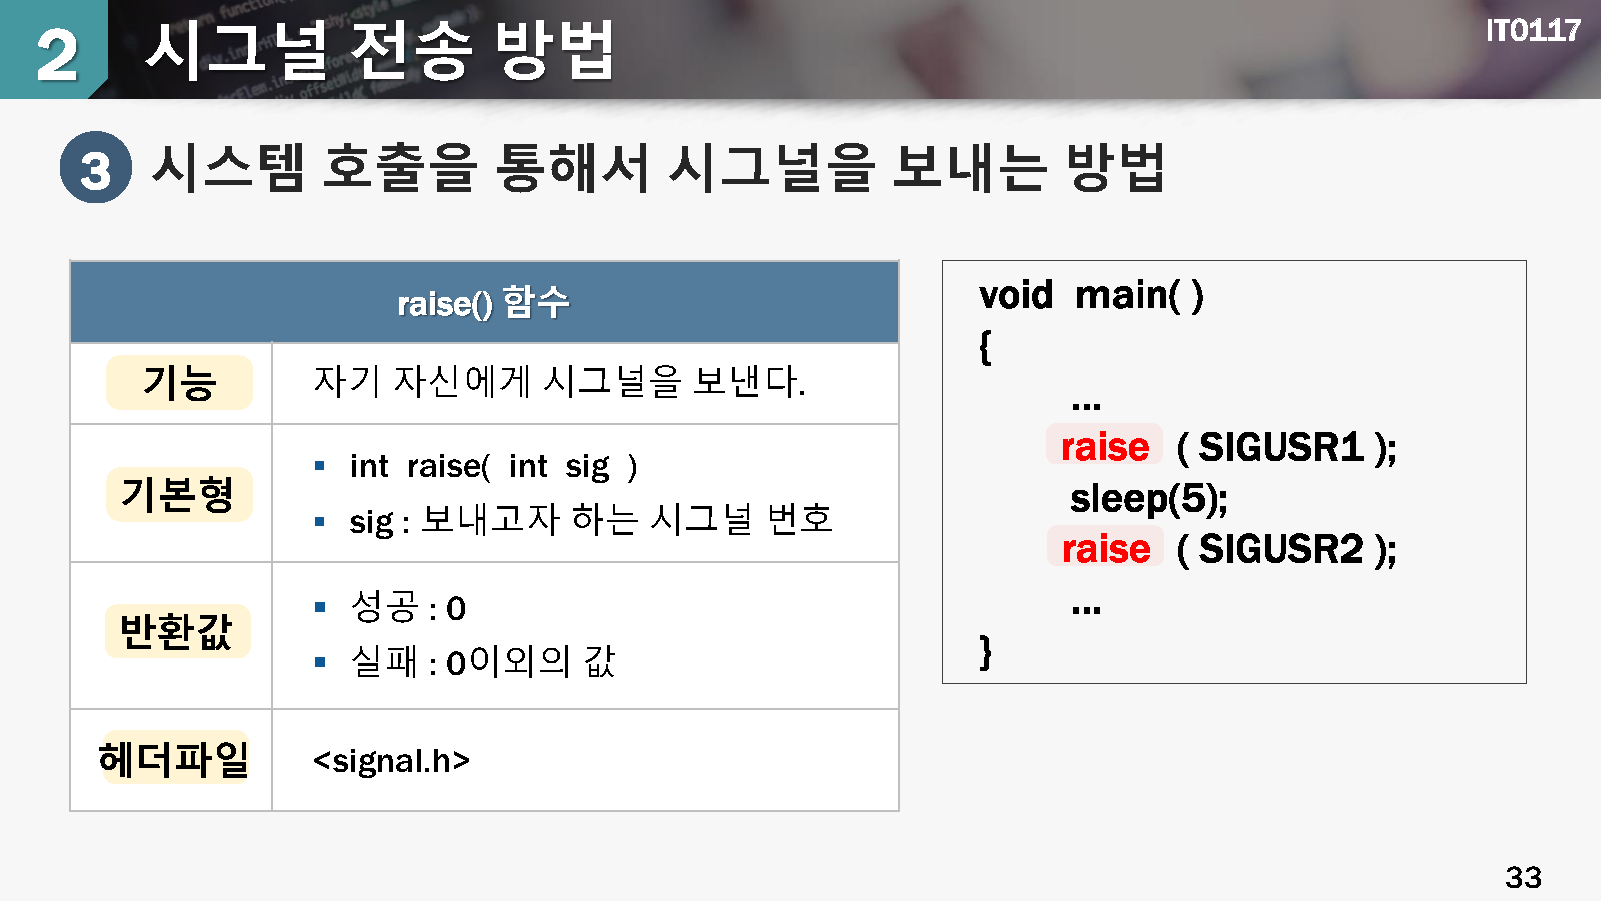 2 시그널 전송 방법
IT0117
3 시스템 호출을 통해서 시그널을 보내는 방법
raise() 함수
기능
자기 자신에게 시그널을 보낸다.
기본형
▪ int raise( int sig )
▪ sig : 보내고자 하는 시그널 번호
반환값
▪ 성공 : 0
▪ 실패 : 0이외의 값
헤더파일
<signal.h>
void main( )
{
...
raise ( SIGUSR1 );
sleep(5);
raise ( SIGUSR2 );
...
}
33